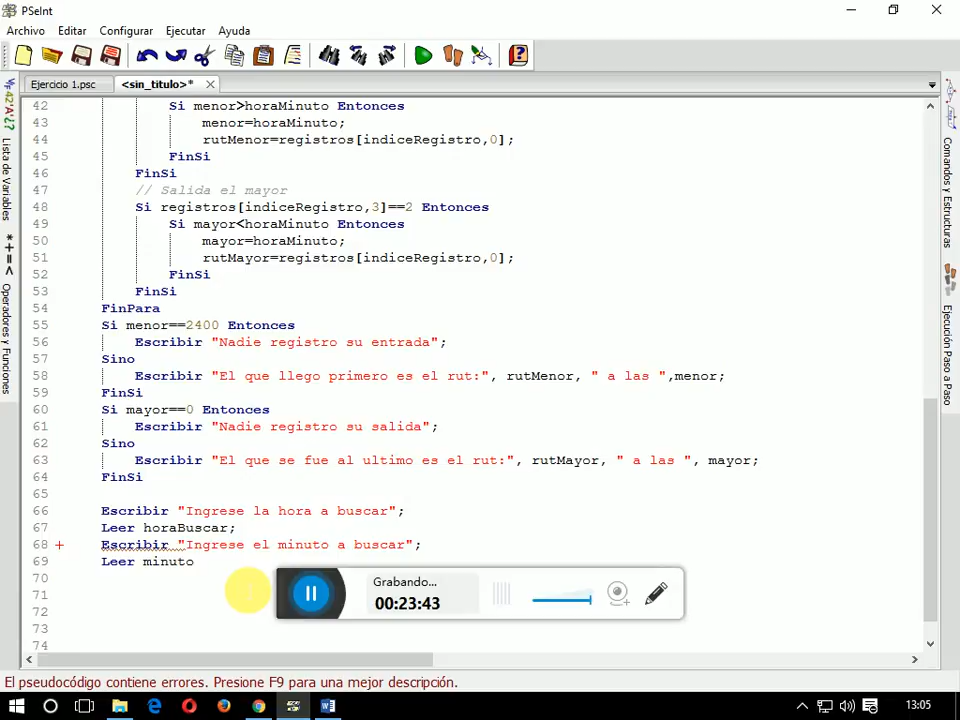 PSeInt
Archivo Editar Configurar Ejecutar Ayuda
Ejercicio 1.psc <sin_titulo>*
42 Si menor>horaMinuto Entonces
43 menor=horaMinuto;
44 rutMenor=registros[indiceRegistro,0];
45 FinSi
46 FinSi
47 // Salida el mayor
48 Si registros[indiceRegistro,3]==2 Entonces
49 Si mayor<horaMinuto Entonces
50 mayor=horaMinuto;
51 rutMayor=registros[indiceRegistro,0];
52 FinSi
53 FinSi
54 FinPara
55 Si menor==2400 Entonces
56 Escribir "Nadie registro su entrada";
57 Sino
58 Escribir "El que llego primero es el rut:", rutMenor, " a las ",menor;
59 FinSi
60 Si mayor==0 Entonces
61 Escribir "Nadie registro su salida";
62 Sino
63 Escribir "El que se fue al ultimo es el rut:", rutMayor, " a las ", mayor;
64 FinSi
65
66 Escribir "Ingrese la hora a buscar";
67 Leer horaBuscar;
68 + Escribir "Ingrese el minuto a buscar";
69 Leer minuto
70
71
72
73
74
Lista de Variables
*+=< Operadores y Funciones
Comandos y Estructuras
Ejecución Paso a Paso
Grabando...
00:23:43
El pseudocódigo contiene errores. Presione F9 para una mejor descripción.
13:05